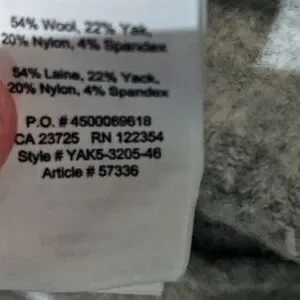 54% Wool, 22% Yak,
20% Nylon, 4% Spandex
54% Laine, 22% Yack,
20% Nylon, 4% Spandex
P.O. # 4500069618
CA 23725 RN 122354
Style # YAK5-3205-46
Article # 57336